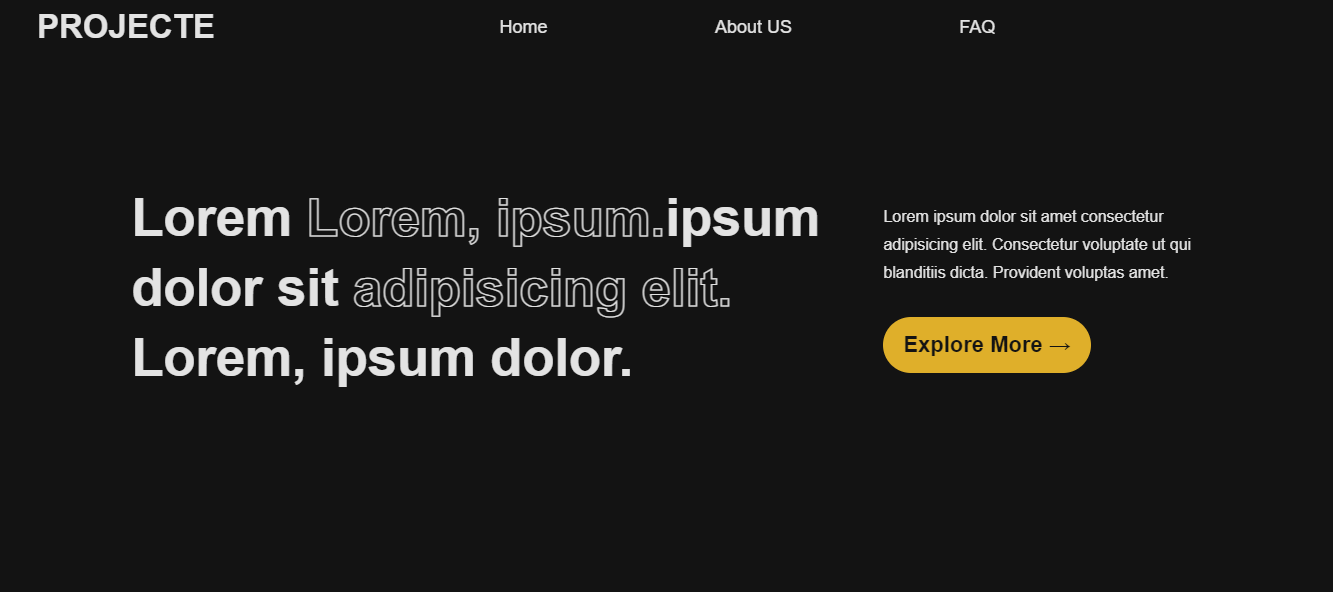 PROJECTE
Home
About US
FAQ
Lorem Lorem, ipsum.ipsum
dolor sit adipisicing elit.
Lorem, ipsum dolor.
Lorem ipsum dolor sit amet consectetur
adipisicing elit. Consectetur voluptate ut qui
blanditiis dicta. Provident voluptas amet.
Explore More →